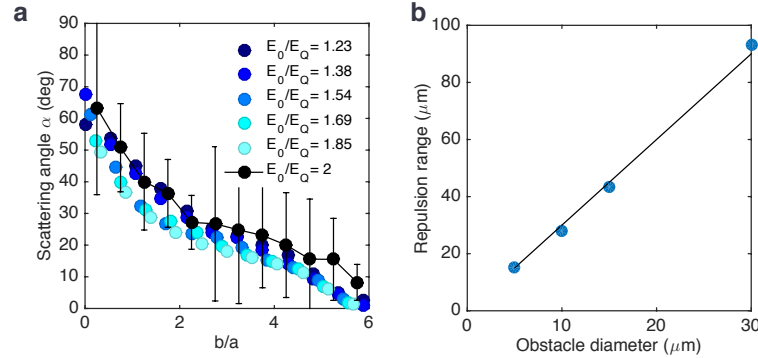 a
Scattering angle α (deg)
90
80
70
60
50
40
30
20
10
0
0
2
4
6
b/a
E0/EQ = 1.23
E0/EQ = 1.38
E0/EQ = 1.54
E0/EQ = 1.69
E0/EQ = 1.85
E0/EQ = 2
b
Repulsion range (μm)
100
80
60
40
20
0
0
10
20
30
Obstacle diameter (μm)